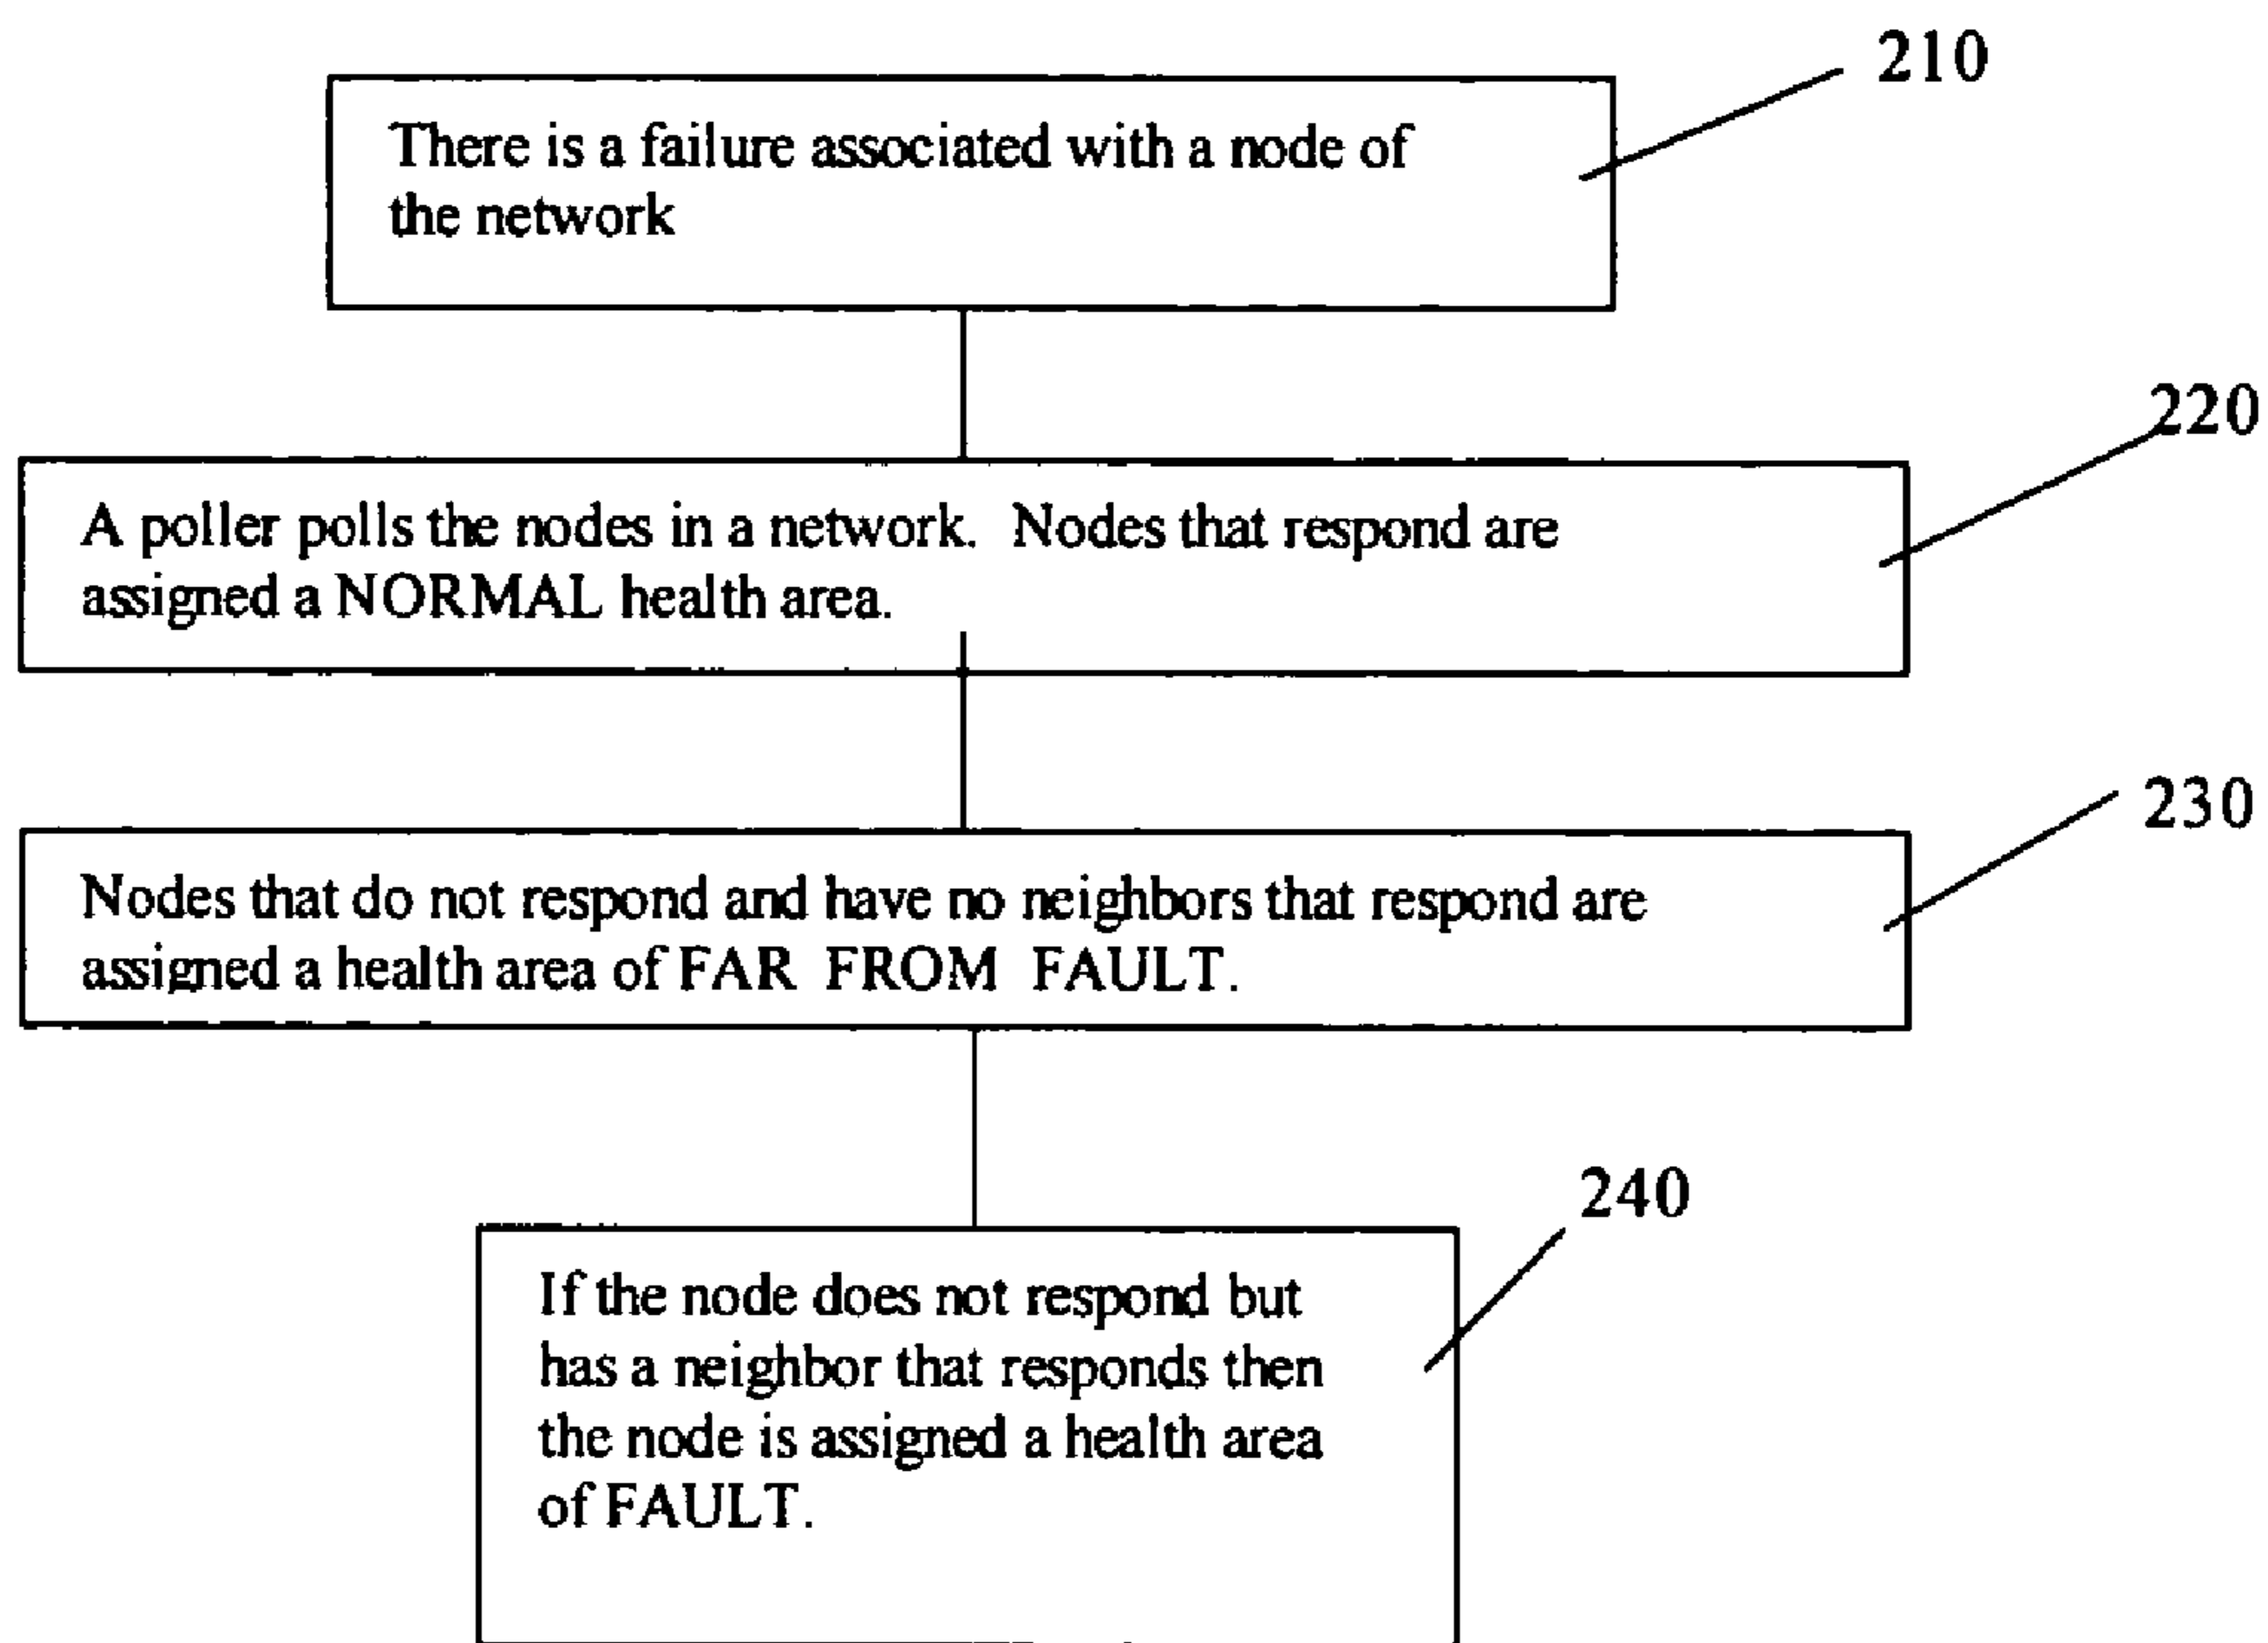 210
There is a failure associated with a node of
the network
220
A poller polls the nodes in a network. Nodes that respond are
assigned a NORMAL health area.
230
Nodes that do not respond and have no neighbors that respond are
assigned a health area of FAR FROM FAULT.
240
If the node does not respond but
has a neighbor that responds then
the node is assigned a health area
of FAULT.